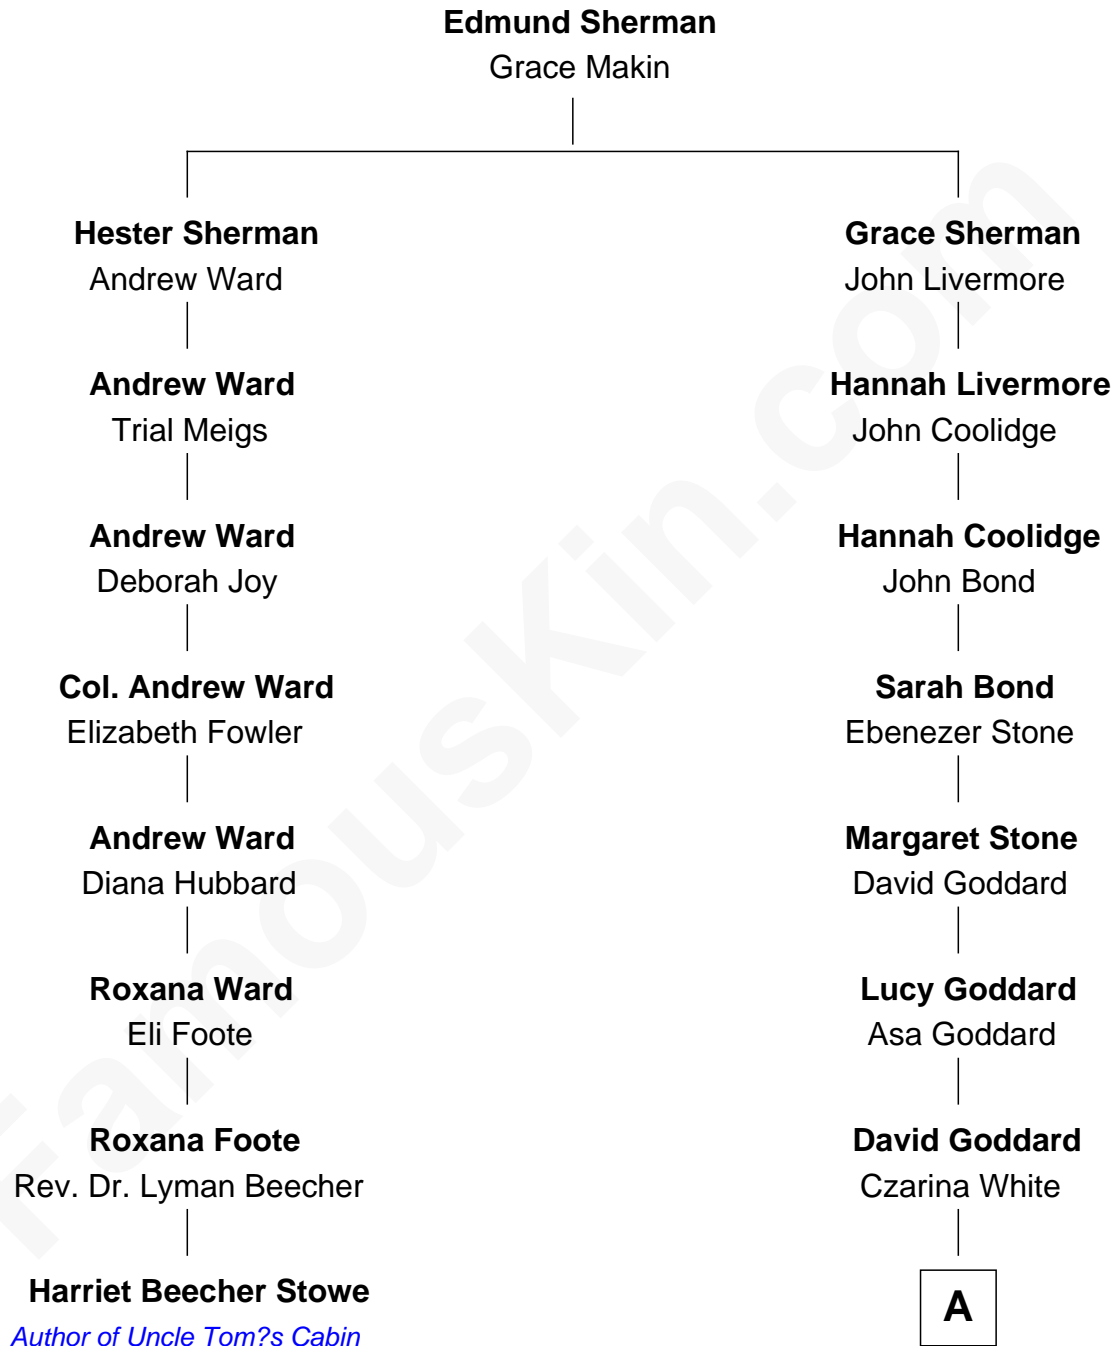 Edmund Sherman
Grace Makin
Hester Sherman
Andrew Ward
Grace Sherman
John Livermore
Andrew Ward
Trial Meigs
Hannah Livermore
John Coolidge
Andrew Ward
Deborah Joy
Hannah Coolidge
John Bond
Col. Andrew Ward
Elizabeth Fowler
Sarah Bond
Ebenezer Stone
Andrew Ward
Diana Hubbard
Margaret Stone
David Goddard
Roxana Ward
Eli Foote
Lucy Goddard
Asa Goddard
Roxana Foote
Rev. Dr. Lyman Beecher
David Goddard
Czarina White
Harriet Beecher Stowe
Author of Uncle Tom?s Cabin
A
FamousKin.com